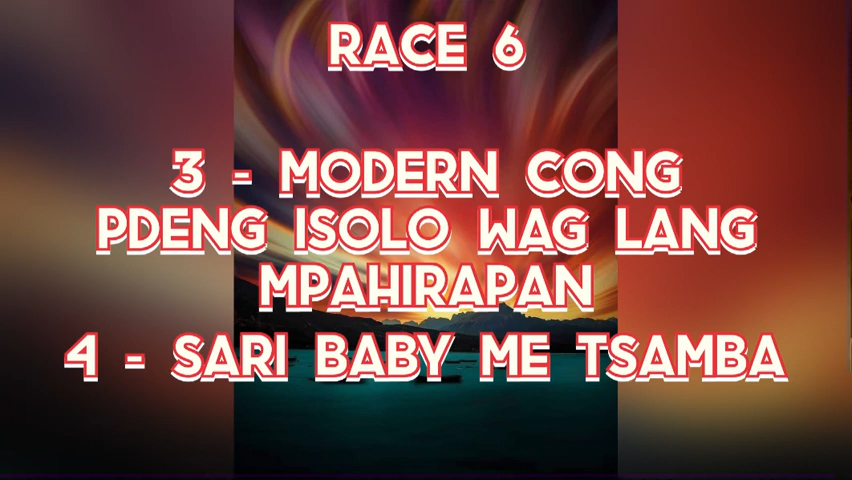 RACE 6
3 - MODERN CONG
PDENG ISOLO WAG LANG
MPAHIRAPAN
4 - SARI BABY ME TSAMBA